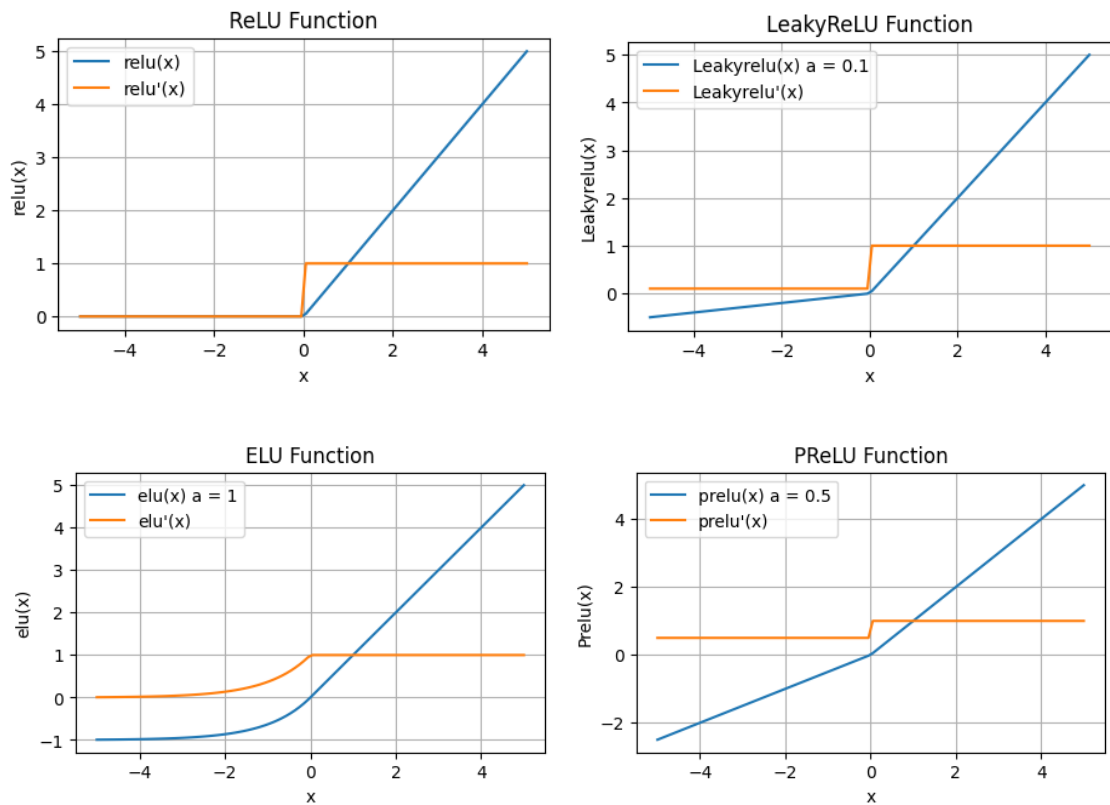 ReLU Function
relu(x)
relu'(x)
5
4
3
2
1
0
relu(x)
−4
−2
0
2
4
x
LeakyReLU Function
Leakyrelu(x) a = 0.1
Leakyrelu'(x)
5
4
3
2
1
0
Leakyrelu(x)
−4
−2
0
2
4
x
ELU Function
elu(x) a = 1
elu'(x)
5
4
3
2
1
0
−1
elu(x)
−4
−2
0
2
4
x
PReLU Function
prelu(x) a = 0.5
prelu'(x)
4
2
0
−2
Prelu(x)
−4
−2
0
2
4
x